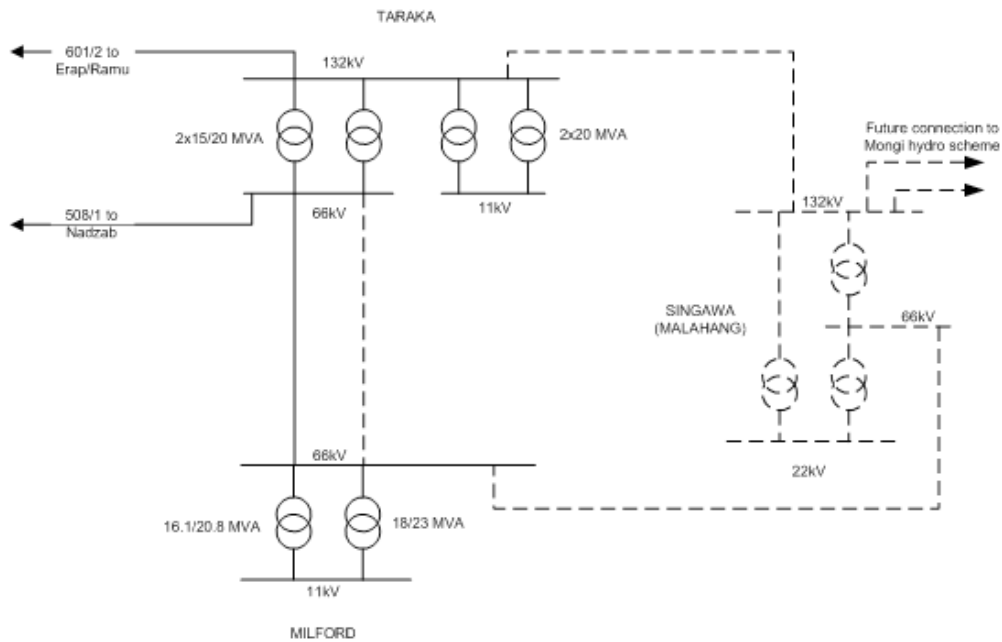 TARAKA
601/2 to
Erap/Ramu
132kV
2x15/20 MVA
2x20 MVA
Future connection to
Mongi hydro scheme
66kV
11kV
508/1 to
Nadzab
132kV
SINGAWA
(MALAHANG)
66kV
66kV
22kV
16.1/20.8 MVA
18/23 MVA
11kV
MILFORD